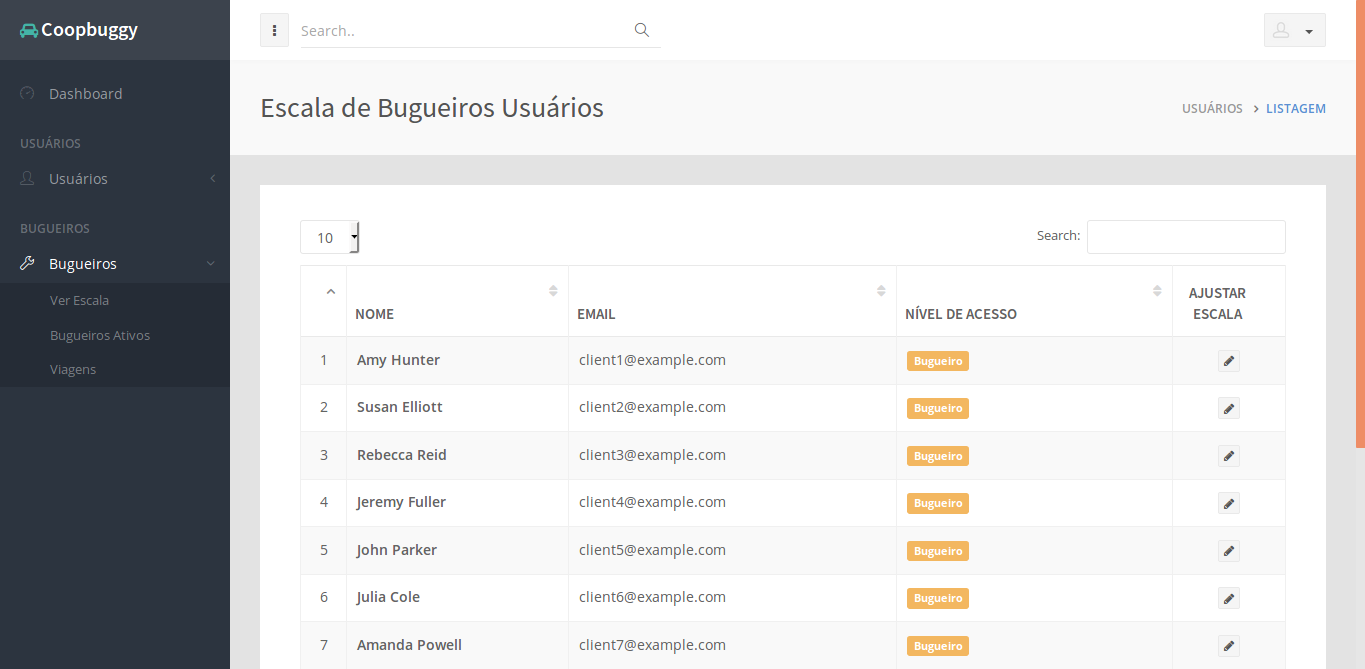 Coopbuggy
Search..
Dashboard
USUÁRIOS
Usuários
BUGUEIROS
Bugueiros
Ver Escala
Bugueiros Ativos
Viagens
Escala de Bugueiros Usuários
USUÁRIOS > LISTAGEM
10
Search:
NOME EMAIL NÍVEL DE ACESSO AJUSTAR ESCALA
1 Amy Hunter client1@example.com Bugueiro
2 Susan Elliott client2@example.com Bugueiro
3 Rebecca Reid client3@example.com Bugueiro
4 Jeremy Fuller client4@example.com Bugueiro
5 John Parker client5@example.com Bugueiro
6 Julia Cole client6@example.com Bugueiro
7 Amanda Powell client7@example.com Bugueiro